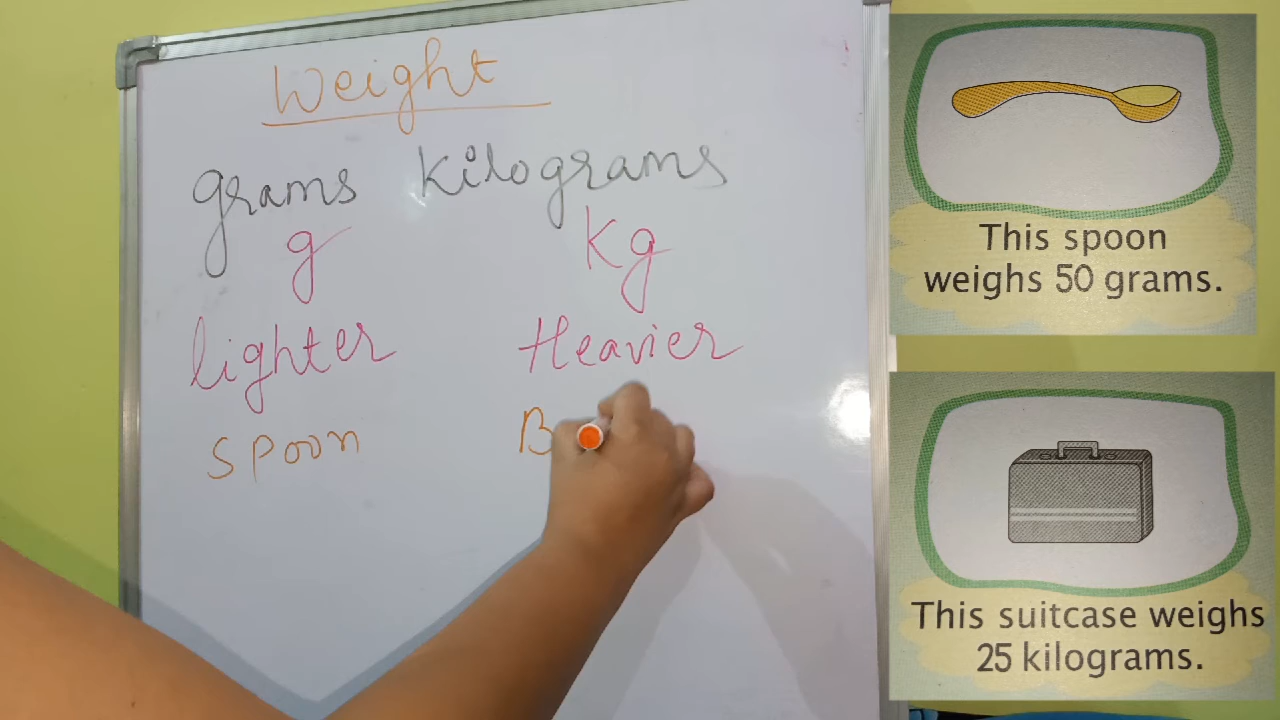 Weight
grams kilograms
g Kg
lighter Heavier
spoon B
This spoon
weighs 50 grams.
This suitcase weighs
25 kilograms.